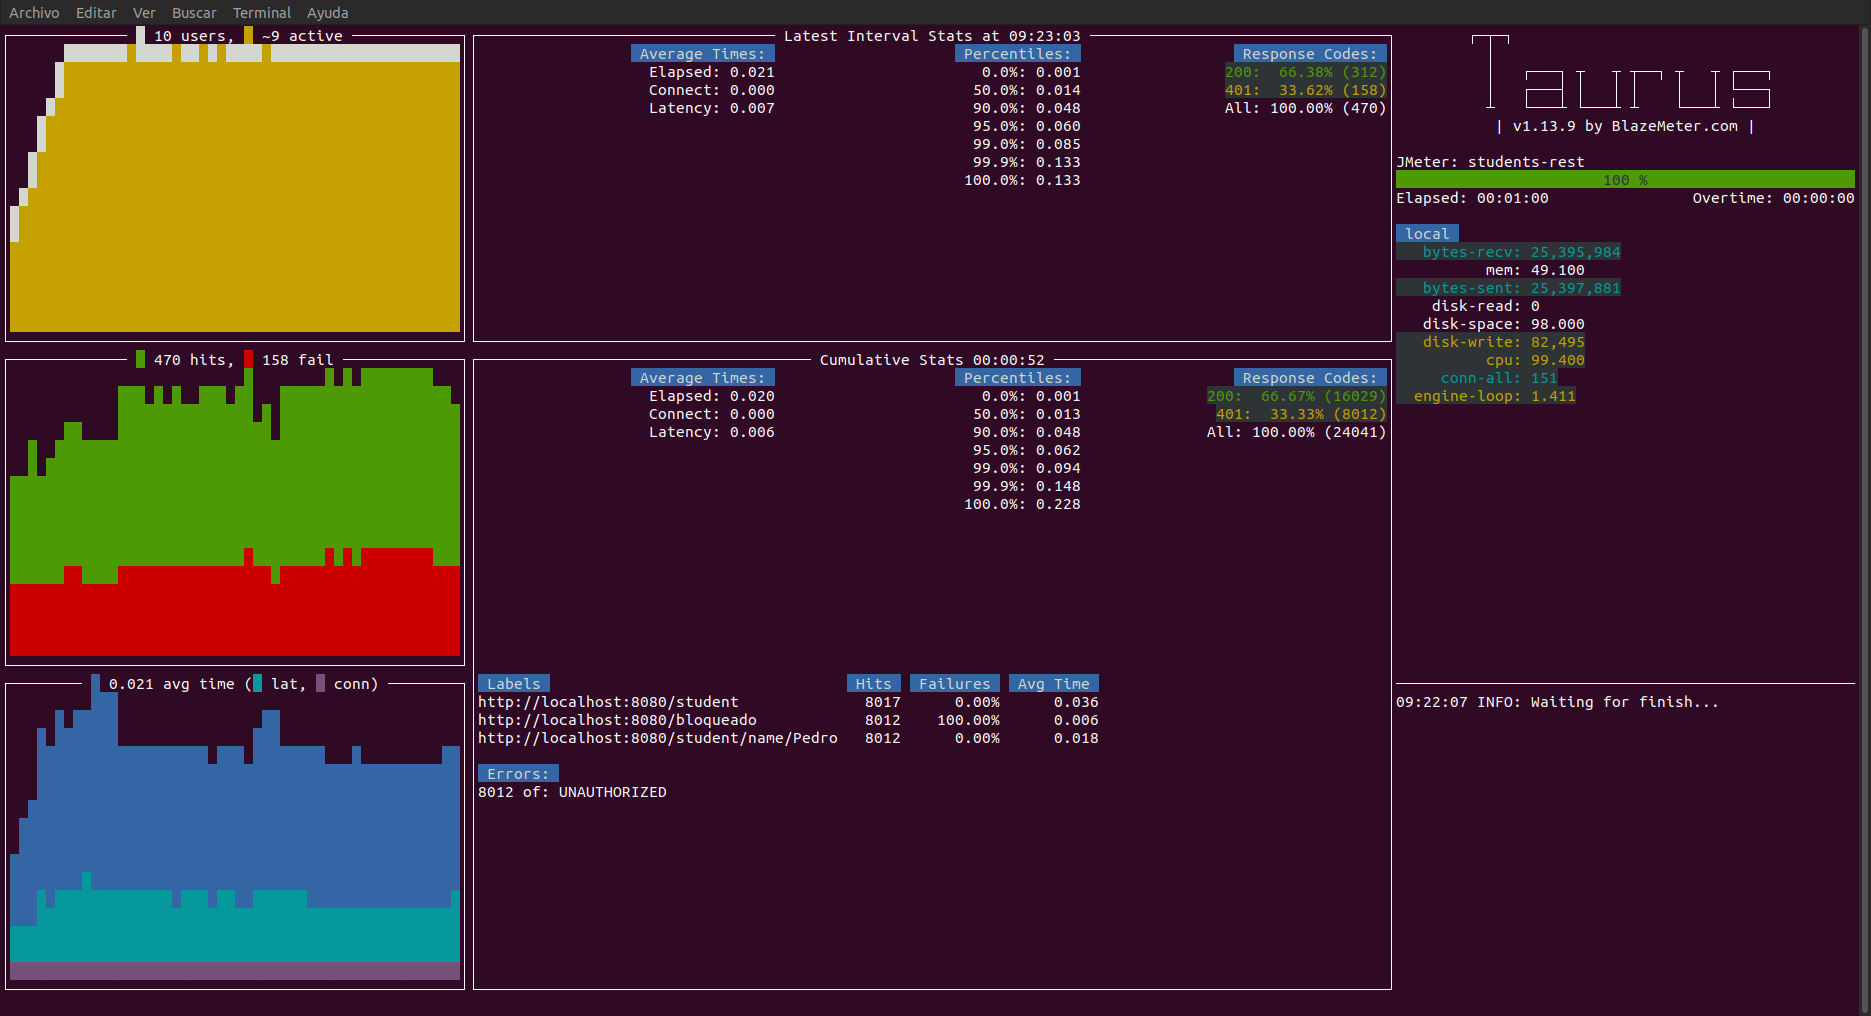 Archivo Editar Ver Buscar Terminal Ayuda
10 users, ~9 active
470 hits, 158 fail
0.021 avg time ( lat, conn)
Latest Interval Stats at 09:23:03
Average Times: Percentiles: Response Codes:
Elapsed: 0.021 0.0%: 0.001 200: 66.38% (312)
Connect: 0.000 50.0%: 0.014 401: 33.62% (158)
Latency: 0.007 90.0%: 0.048 All: 100.00% (470)
95.0%: 0.060
99.0%: 0.085
99.9%: 0.133
100.0%: 0.133
Cumulative Stats 00:00:52
Average Times: Percentiles: Response Codes:
Elapsed: 0.020 0.0%: 0.001 200: 66.67% (16029)
Connect: 0.000 50.0%: 0.013 401: 33.33% (8012)
Latency: 0.006 90.0%: 0.048 All: 100.00% (24041)
95.0%: 0.062
99.0%: 0.094
99.9%: 0.148
100.0%: 0.228
Labels Hits Failures Avg Time
http://localhost:8080/student 8017 0.00% 0.036
http://localhost:8080/bloqueado 8012 100.00% 0.006
http://localhost:8080/student/name/Pedro 8012 0.00% 0.018
Errors:
8012 of: UNAUTHORIZED
Taurus
| v1.13.9 by BlazeMeter.com |
JMeter: students-rest
100 %
Elapsed: 00:01:00 Overtime: 00:00:00
local
bytes-recv: 25,395,984
mem: 49.100
bytes-sent: 25,397,881
disk-read: 0
disk-space: 98.000
disk-write: 82,495
cpu: 99.400
conn-all: 151
engine-loop: 1.411
09:22:07 INFO: Waiting for finish...